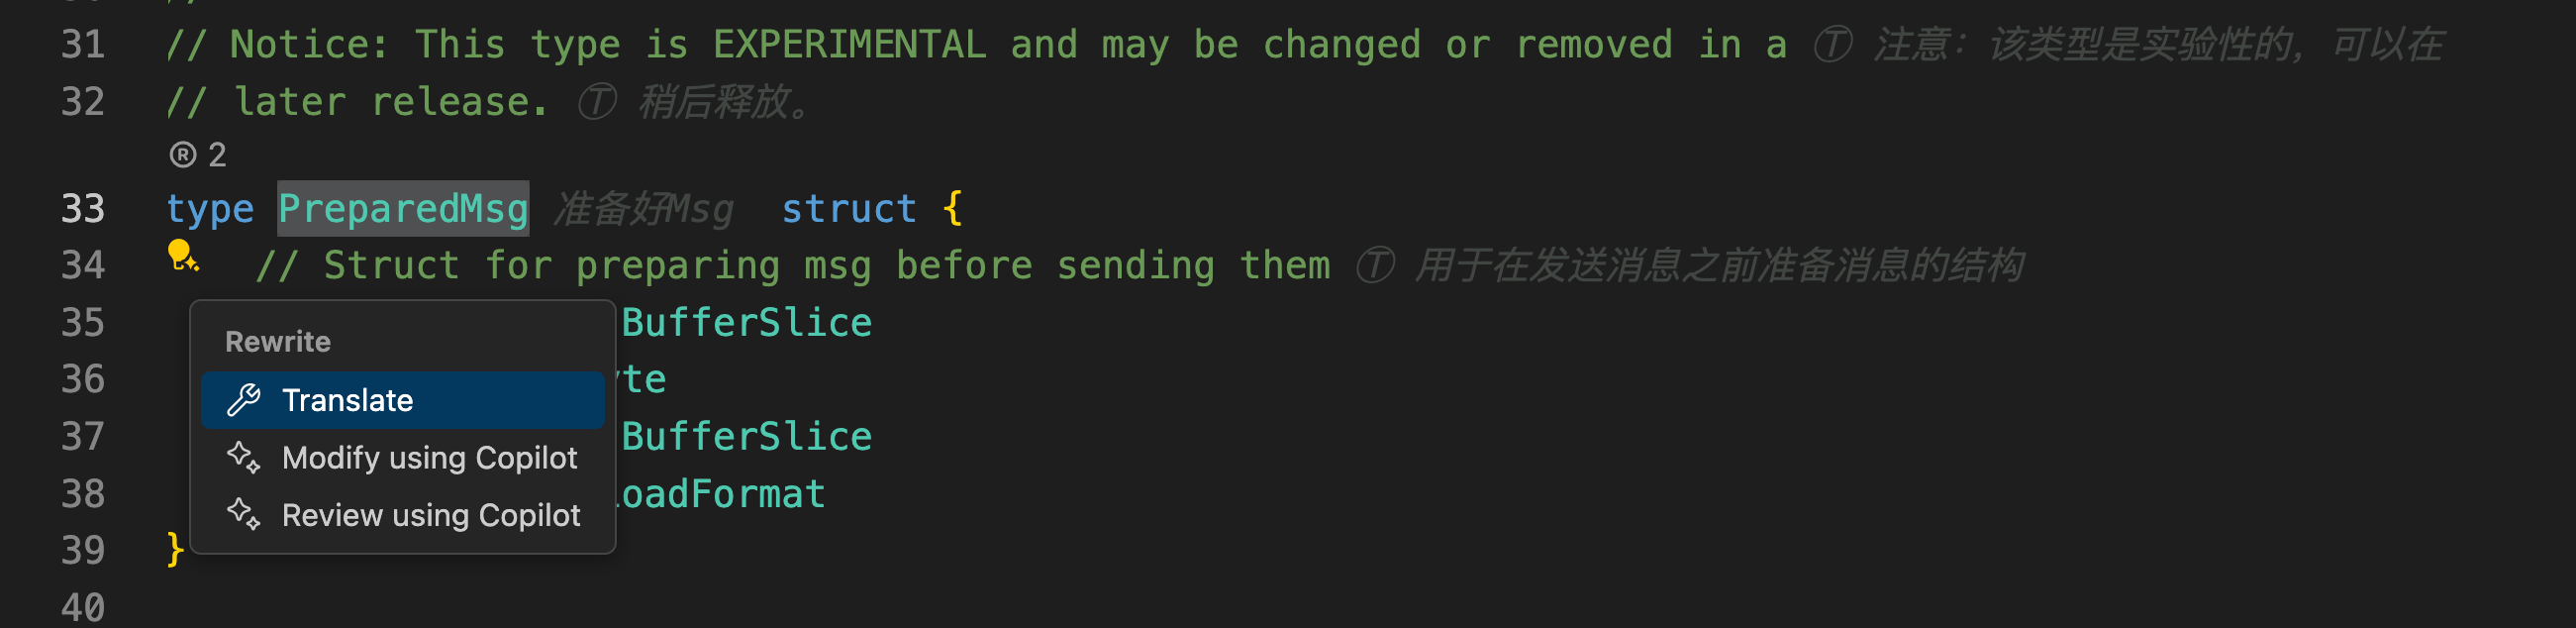 31 // Notice: This type is EXPERIMENTAL and may be changed or removed in a Ⓣ 注意：该类型是实验性的，可以在
32 // later release. Ⓣ 稍后释放。
Ⓡ 2
33 type PreparedMsg 准备好Msg struct {
34 // Struct for preparing msg before sending them Ⓣ 用于在发送消息之前准备消息的结构
35 BufferSlice
Rewrite
36 yte
Translate
37 BufferSlice
Modify using Copilot
38 loadFormat
Review using Copilot
39 }
40